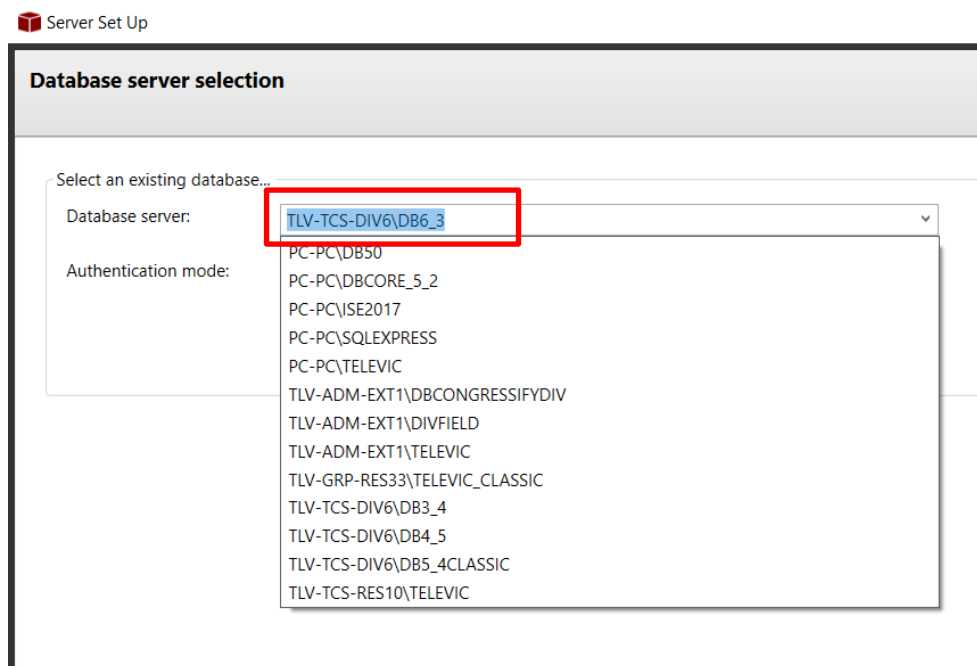 Server Set Up
Database server selection
Select an existing database...
Database server:
TLV-TCS-DIV6\DB6_3
PC-PC\DB50
Authentication mode:
PC-PC\DBCORE_5_2
PC-PC\ISE2017
PC-PC\SQLEXPRESS
PC-PC\TELEVIC
TLV-ADM-EXT1\DBCONGRESSIFYDIV
TLV-ADM-EXT1\DIVFIELD
TLV-ADM-EXT1\TELEVIC
TLV-GRP-RES33\TELEVIC_CLASSIC
TLV-TCS-DIV6\DB3_4
TLV-TCS-DIV6\DB4_5
TLV-TCS-DIV6\DB5_4CLASSIC
TLV-TCS-RES10\TELEVIC